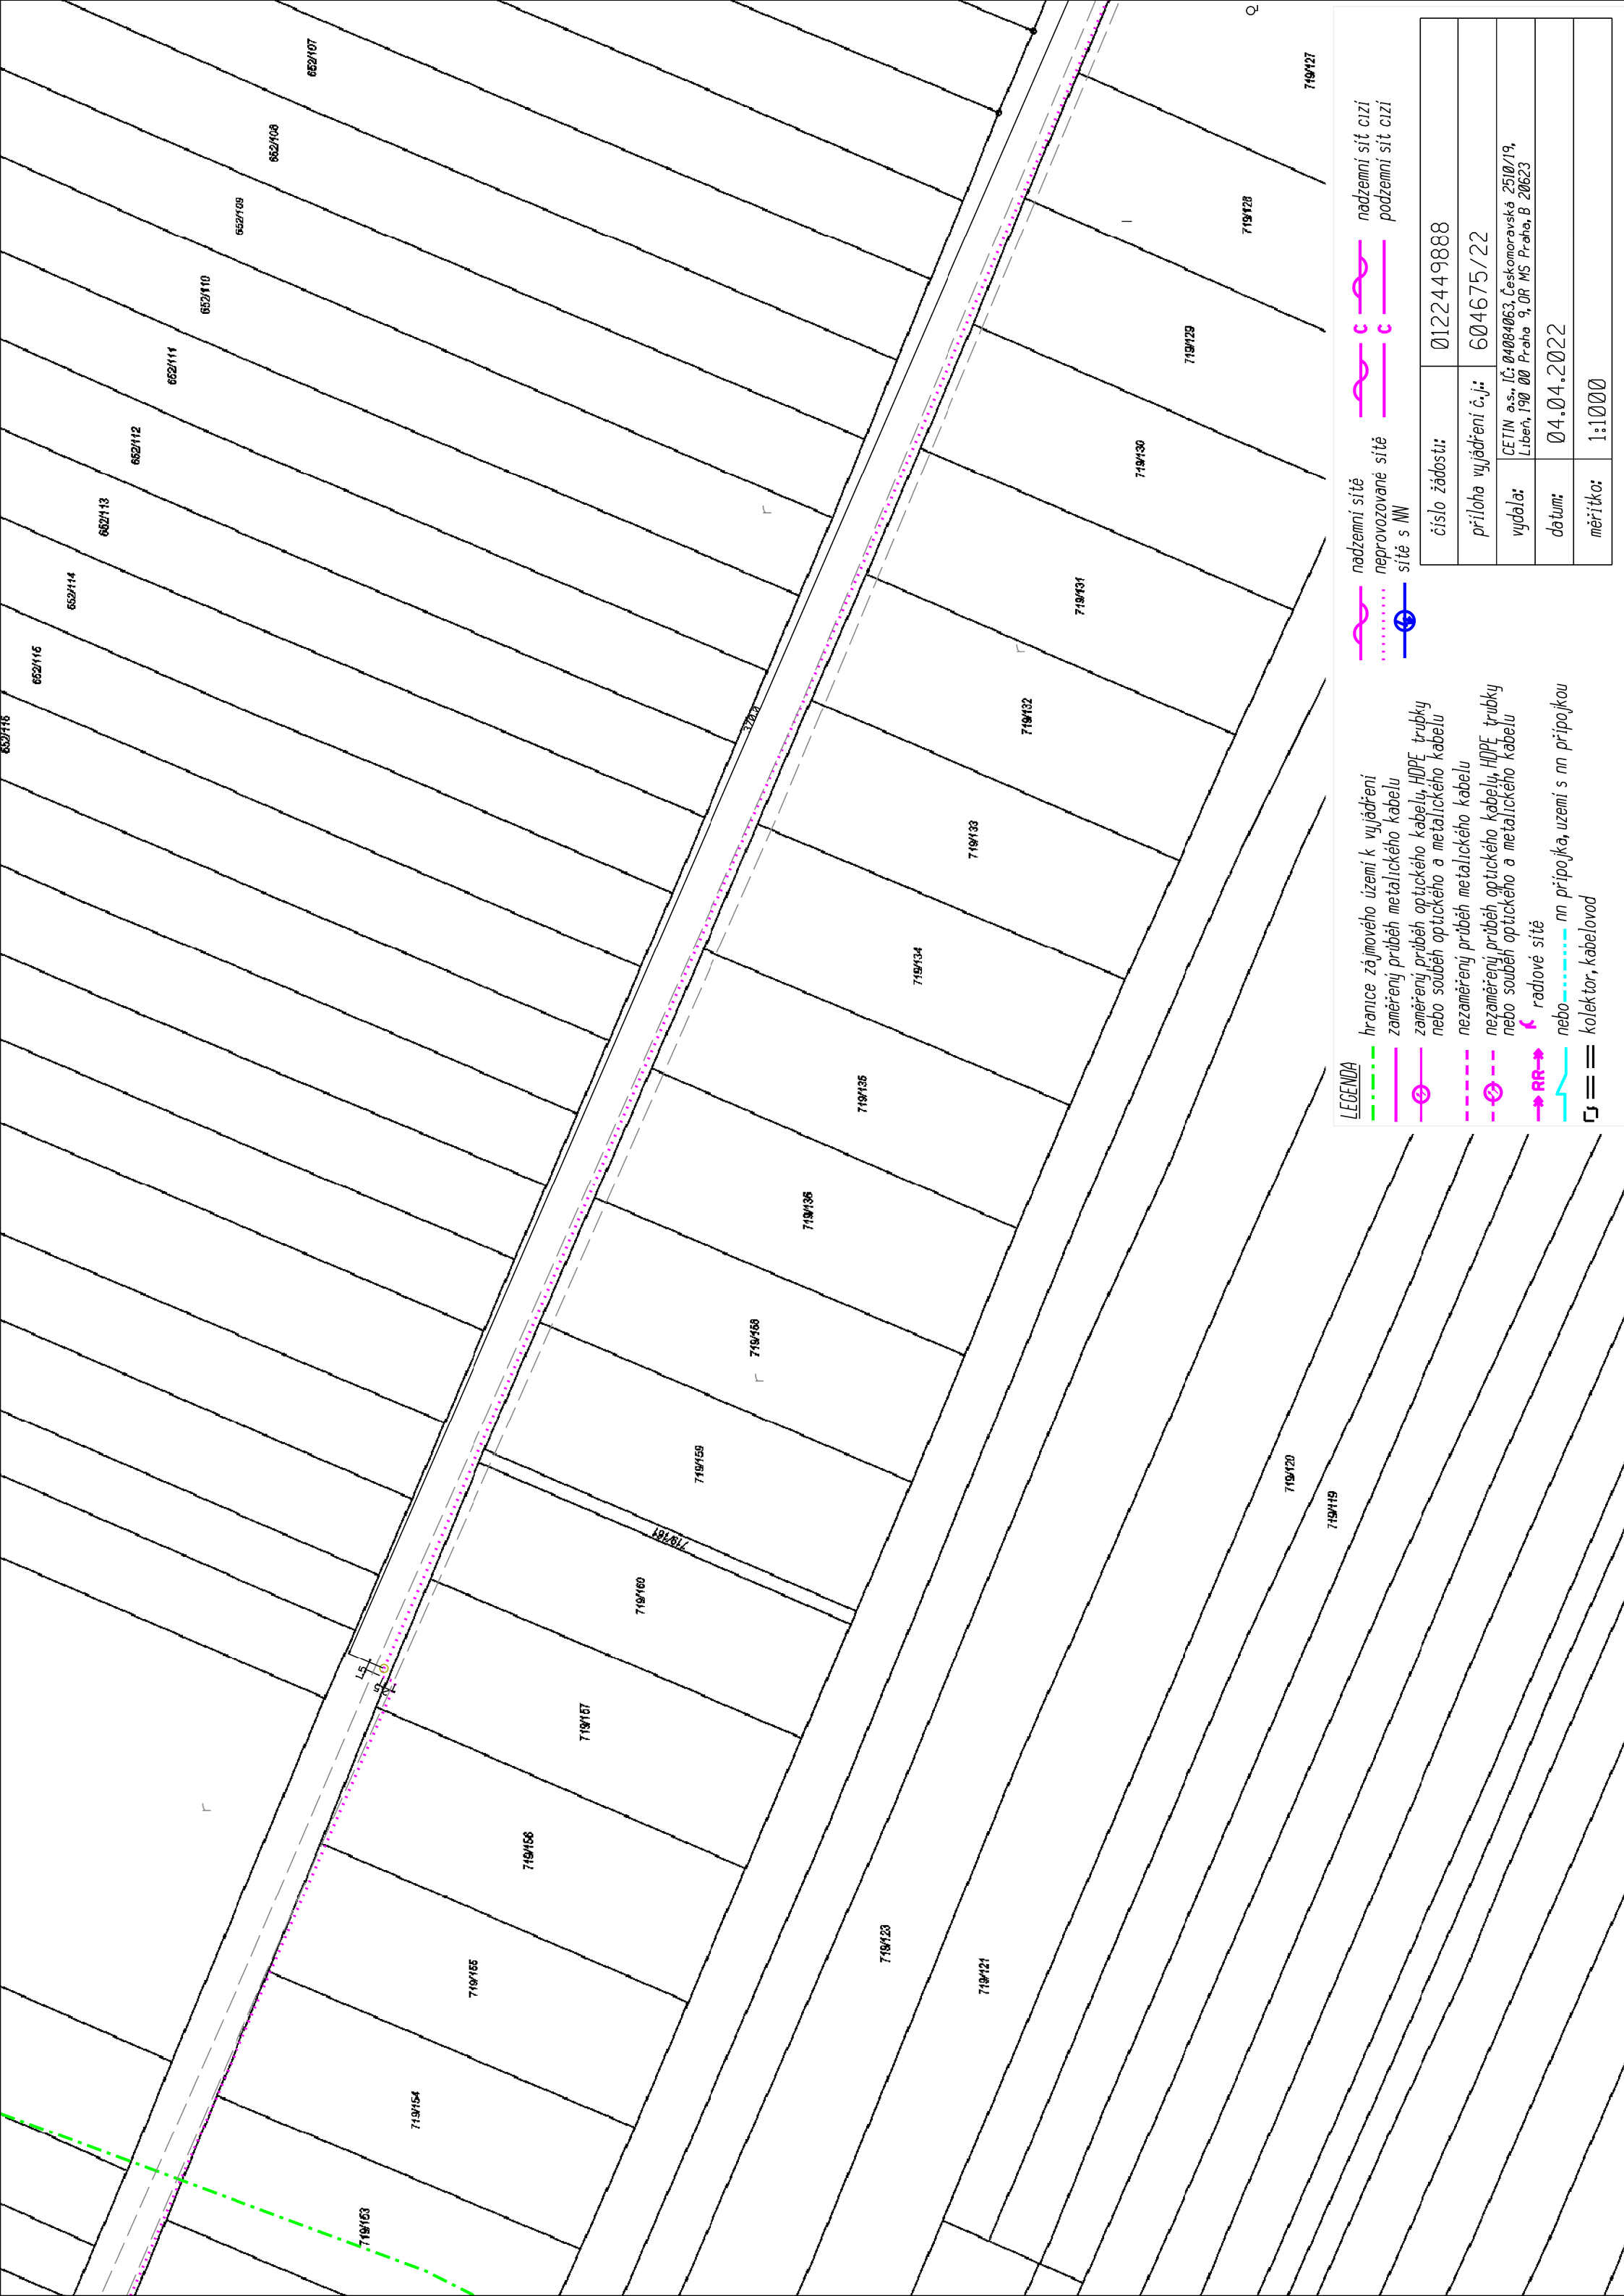 652/107
652/108
652/109
652/110
652/111
652/112
652/113
652/114
652/115
652/116
370.0
719/127
719/128
719/129
719/130
719/131
719/132
719/133
719/134
719/135
719/136
719/158
719/159
719/161
719/160
719/157
719/156
719/155
719/154
719/153
719/120
719/119
719/123
719/121
L5
LEGENDA
hranice zájmového území k vyjádření
zaměřený průběh metalického kabelu
zaměřený průběh optického kabelu, HDPE trubky
nebo souběh optického a metalického kabelu
nezaměřený průběh metalického kabelu
nezaměřený průběh optického kabelu, HDPE trubky
nebo souběh optického a metalického kabelu
RR
radiové sítě
nebo
nn přípojka, uzemí s nn přípojkou
kolektor, kabelovod
nadzemní sítě
neprovozované sítě
sítě s NN
C nadzemní sít cizí
C podzemní sít cizí
číslo žádosti: 0122449888
příloha vyjádření č.j.: 604675/22
vydala: CETIN a.s., IČ: 04084063, Českomoravská 2510/19,
Libeň, 190 00 Praha 9, OR MS Praha, B 20623
datum: 04.04.2022
měřítko: 1:1000